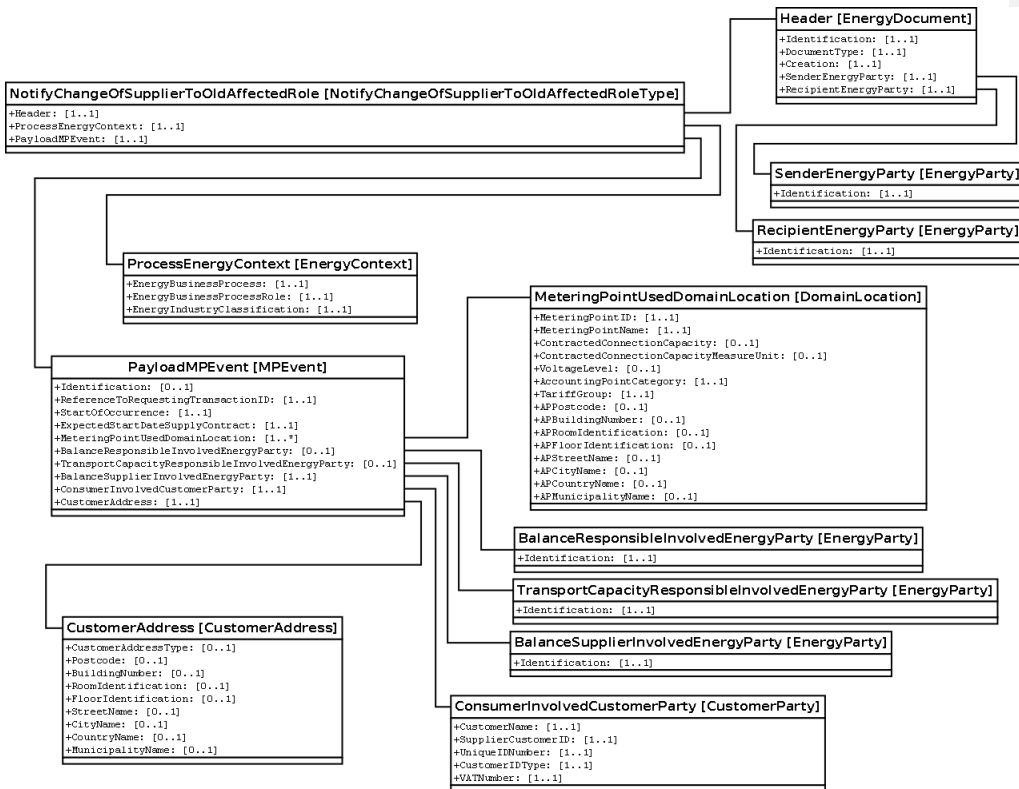 Header [EnergyDocument]
+Identification: [1..1]
+DocumentType: [1..1]
+Creation: [1..1]
+SenderEnergyParty: [1..1]
+RecipientEnergyParty: [1..1]
NotifyChangeOfSupplierToOldAffectedRole [NotifyChangeOfSupplierToOldAffectedRoleType]
+Header: [1..1]
+ProcessEnergyContext: [1..1]
+PayloadMPEvent: [1..1]
SenderEnergyParty [EnergyParty]
+Identification: [1..1]
RecipientEnergyParty [EnergyParty]
+Identification: [1..1]
ProcessEnergyContext [EnergyContext]
+EnergyBusinessProcess: [1..1]
+EnergyBusinessProcessRole: [1..1]
+EnergyIndustryClassification: [1..1]
MeteringPointUsedDomainLocation [DomainLocation]
+MeteringPointID: [1..1]
+MeteringPointName: [1..1]
+ContractedConnectionCapacity: [0..1]
+ContractedConnectionCapacityMeasureUnit: [0..1]
+VoltageLevel: [0..1]
+AccountingPointCategory: [1..1]
+TariffGroup: [1..1]
+APPostcode: [0..1]
+APBuildingNumber: [0..1]
+APRoomIdentification: [0..1]
+APFloorIdentification: [0..1]
+APStreetName: [0..1]
+APCityName: [0..1]
+APCountryName: [0..1]
+APMunicipalityName: [0..1]
PayloadMPEvent [MPEvent]
+Identification: [0..1]
+ReferenceToRequestingTransactionID: [1..1]
+StartOfOccurrence: [1..1]
+ExpectedStartDateSupplyContract: [1..1]
+MeteringPointUsedDomainLocation: [1..*]
+BalanceResponsibleInvolvedEnergyParty: [0..1]
+TransportCapacityResponsibleInvolvedEnergyParty: [0..1]
+BalanceSupplierInvolvedEnergyParty: [1..1]
+ConsumerInvolvedCustomerParty: [1..1]
+CustomerAddress: [1..1]
BalanceResponsibleInvolvedEnergyParty [EnergyParty]
+Identification: [1..1]
TransportCapacityResponsibleInvolvedEnergyParty [EnergyParty]
+Identification: [1..1]
BalanceSupplierInvolvedEnergyParty [EnergyParty]
+Identification: [1..1]
CustomerAddress [CustomerAddress]
+CustomerAddressType: [0..1]
+Postcode: [0..1]
+BuildingNumber: [0..1]
+RoomIdentification: [0..1]
+FloorIdentification: [0..1]
+StreetName: [0..1]
+CityName: [0..1]
+CountryName: [0..1]
+MunicipalityName: [0..1]
ConsumerInvolvedCustomerParty [CustomerParty]
+CustomerName: [1..1]
+SupplierCustomerID: [1..1]
+UniqueIDNumber: [1..1]
+CustomerIDType: [1..1]
+VATNumber: [1..1]